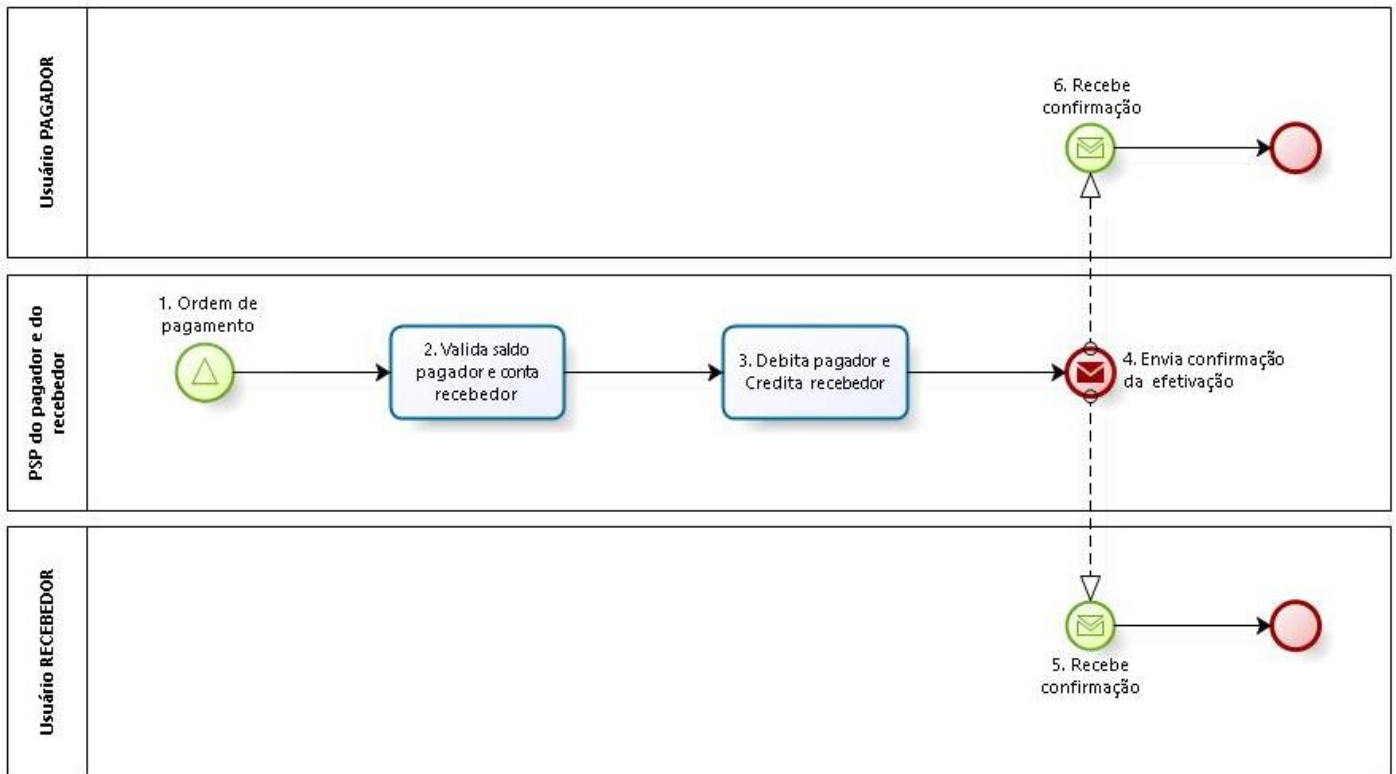 Usuário PAGADOR
6. Recebe
confirmação
PSP do pagador e do
recebedor
1. Ordem de
pagamento
2. Valida saldo
pagador e conta
recebedor
3. Debita pagador e
Credita recebedor
4. Envia confirmação
da efetivação
Usuário RECEBEDOR
5. Recebe
confirmação